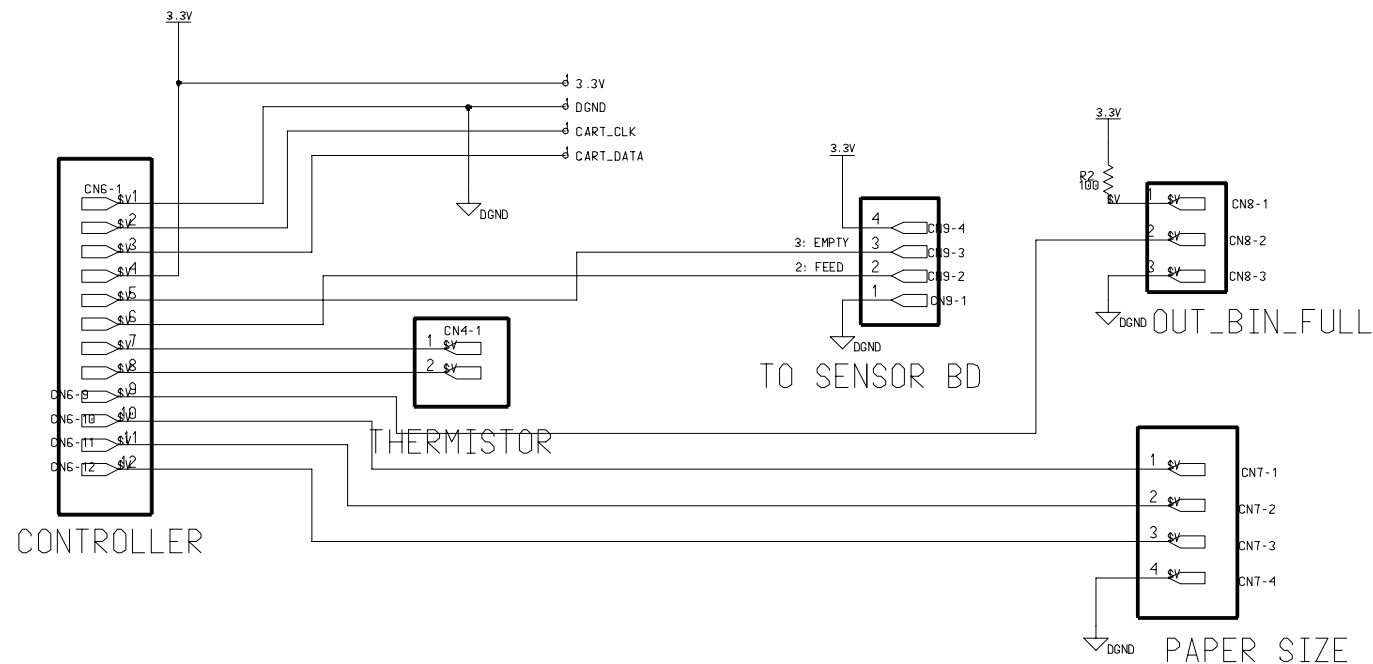 3.3V
3.3V
DGND
CART_CLK
CART_DATA
DGND
CN6-1
$V 1
$V 2
$V 3
$V 4
$V 5
$V 6
$V 7
$V 8
CN6-9 $V 9
CN6-10 $V 10
CN6-11 $V 11
CN6-12 $V 12
CONTROLLER
CN4-1
1 $V
2 $V
THERMISTOR
3.3V
4 CN9-4
3: EMPTY 3 CN9-3
2: FEED 2 CN9-2
1 CN9-1
DGND
TO SENSOR BD
3.3V
R2
100
$V 1 $V CN8-1
2 $V CN8-2
3 $V CN8-3
DGND
OUT_BIN_FULL
1 $V CN7-1
2 $V CN7-2
3 $V CN7-3
4 $V CN7-4
DGND
PAPER SIZE